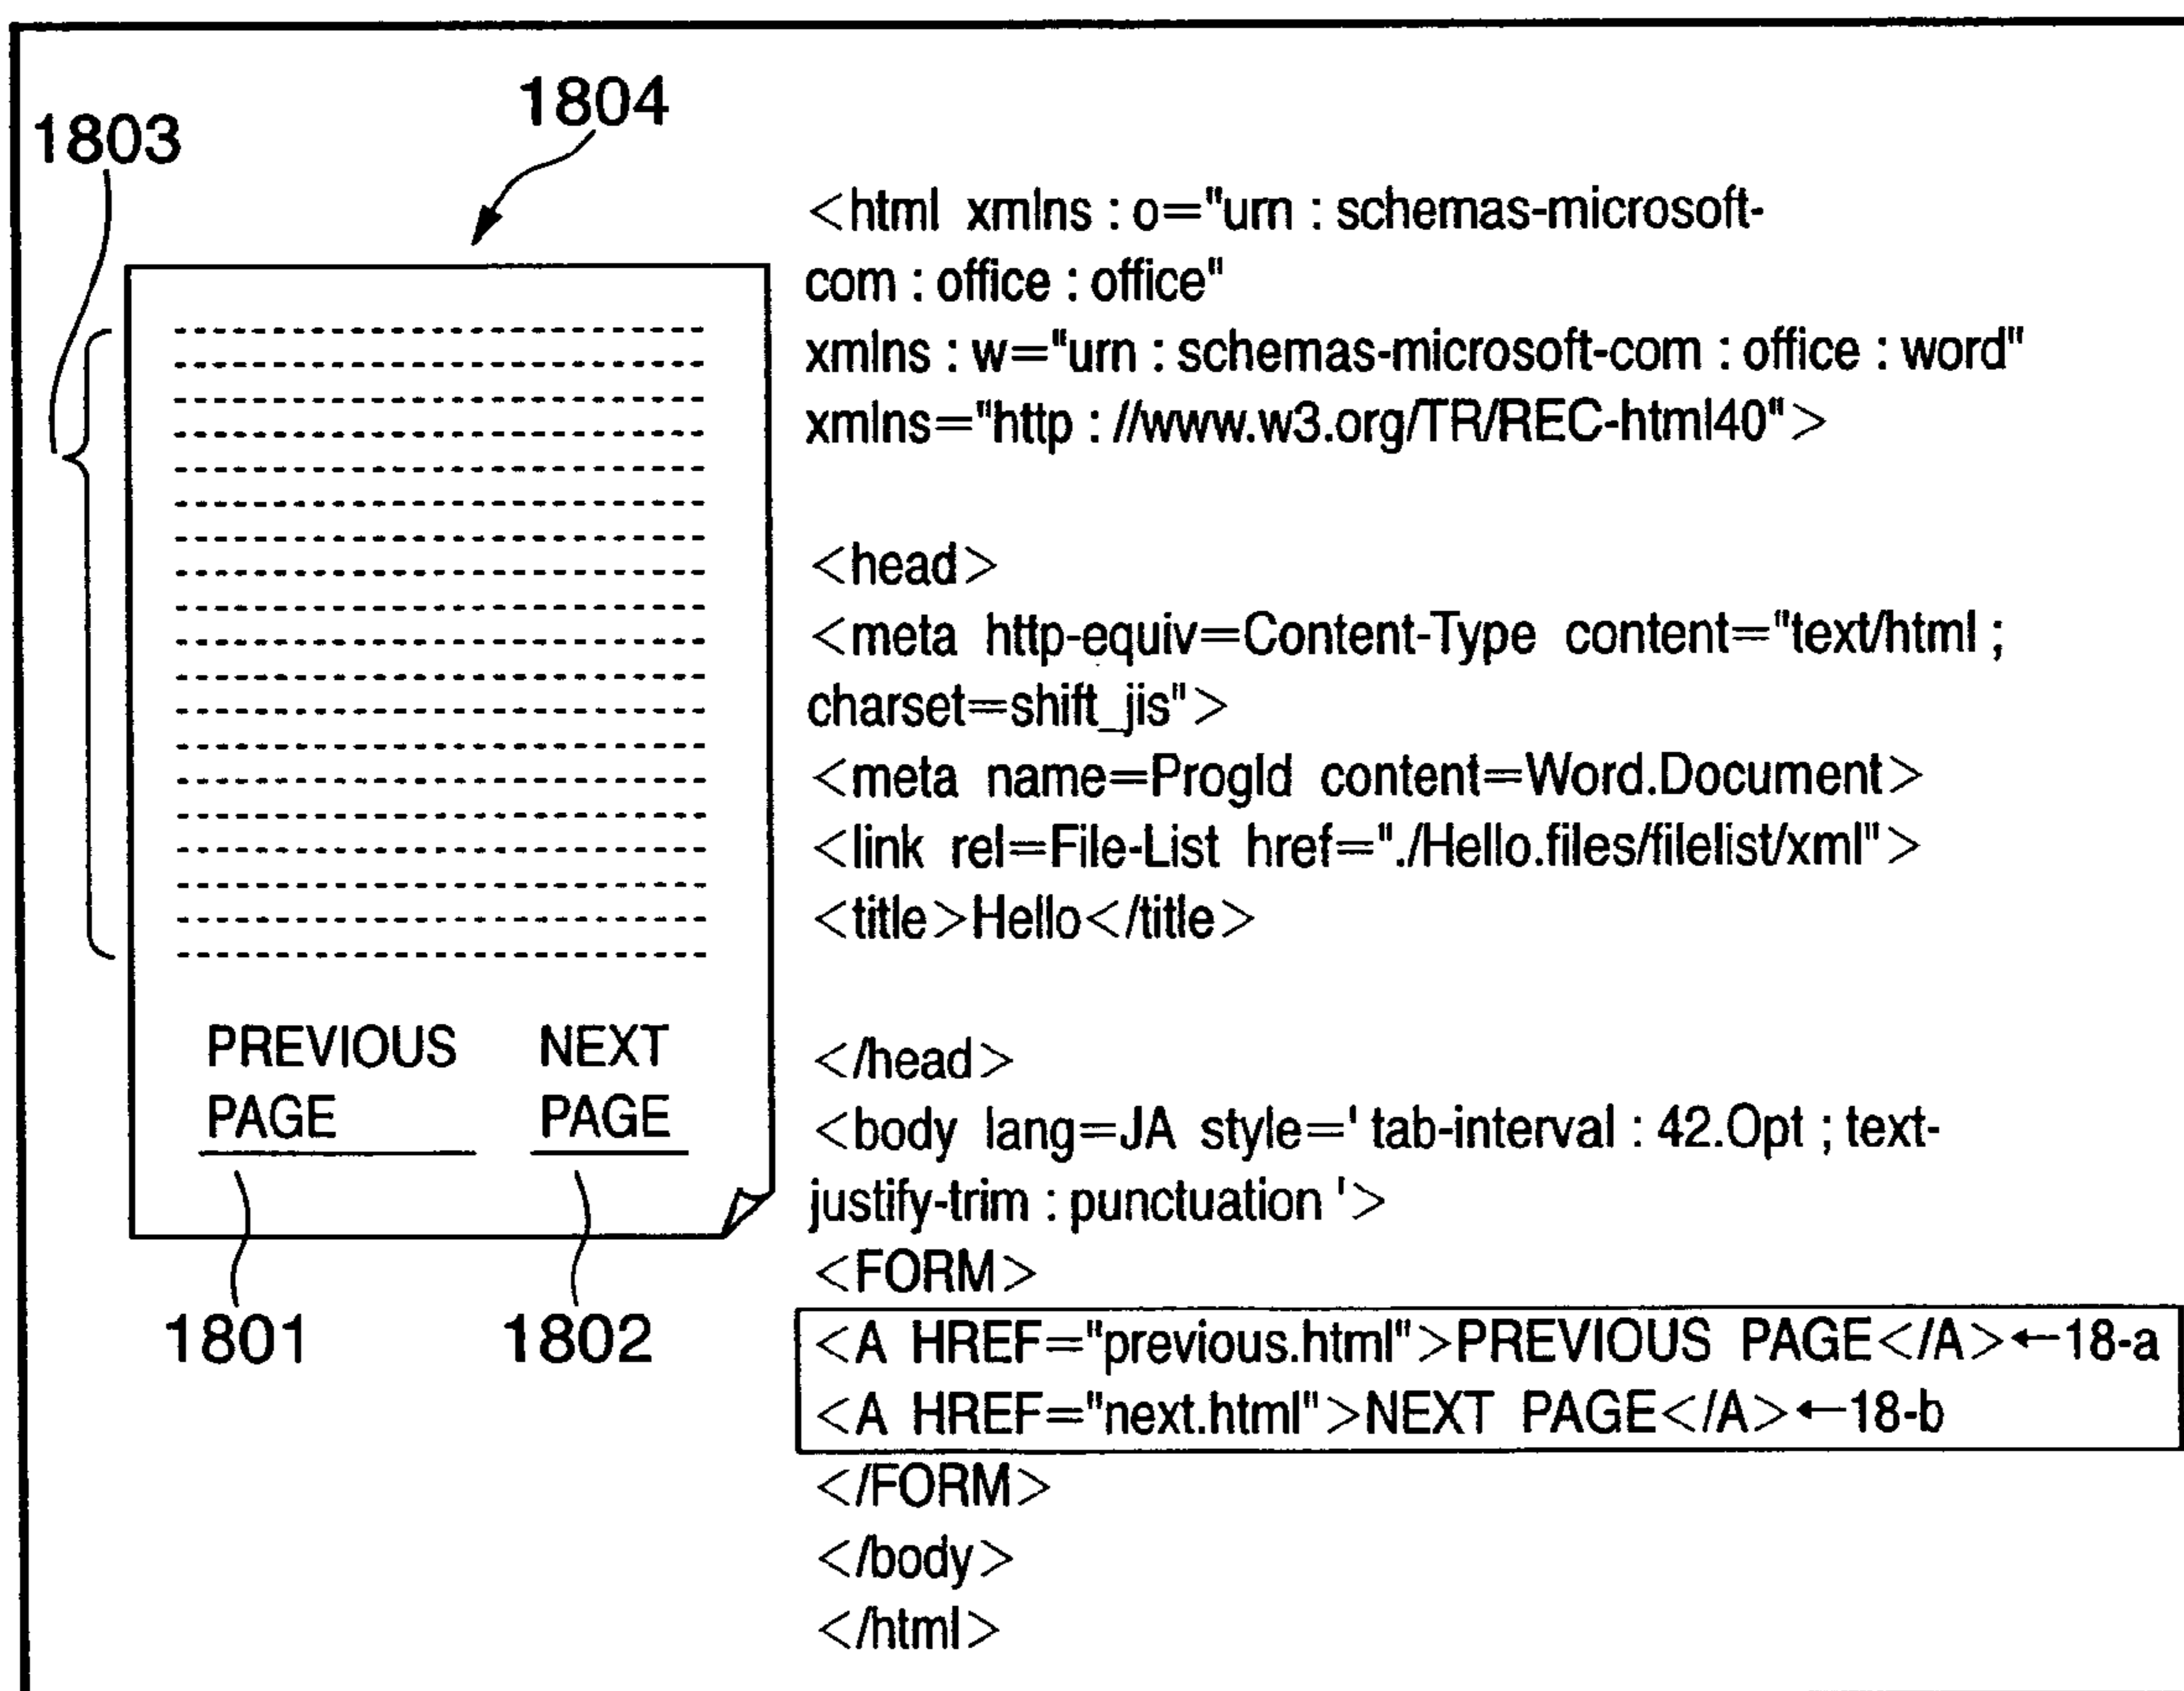 1804
1803
PREVIOUS
PAGE
NEXT
PAGE
1801
1802
<html xmlns : o="urn : schemas-microsoft-
com : office : office"
xmlns : w="urn : schemas-microsoft-com : office : word"
xmlns="http : //www.w3.org/TR/REC-html40">
<head>
<meta http-equiv=Content-Type content="text/html ;
charset=shift_jis">
<meta name=ProgId content=Word.Document>
<link rel=File-List href="./Hello.files/filelist/xml">
<title>Hello</title>
</head>
<body lang=JA style=' tab-interval : 42.Opt ; text-
justify-trim : punctuation '>
<FORM>
<A HREF="previous.html">PREVIOUS PAGE</A>←18-a
<A HREF="next.html">NEXT PAGE</A>←18-b
</FORM>
</body>
</html>